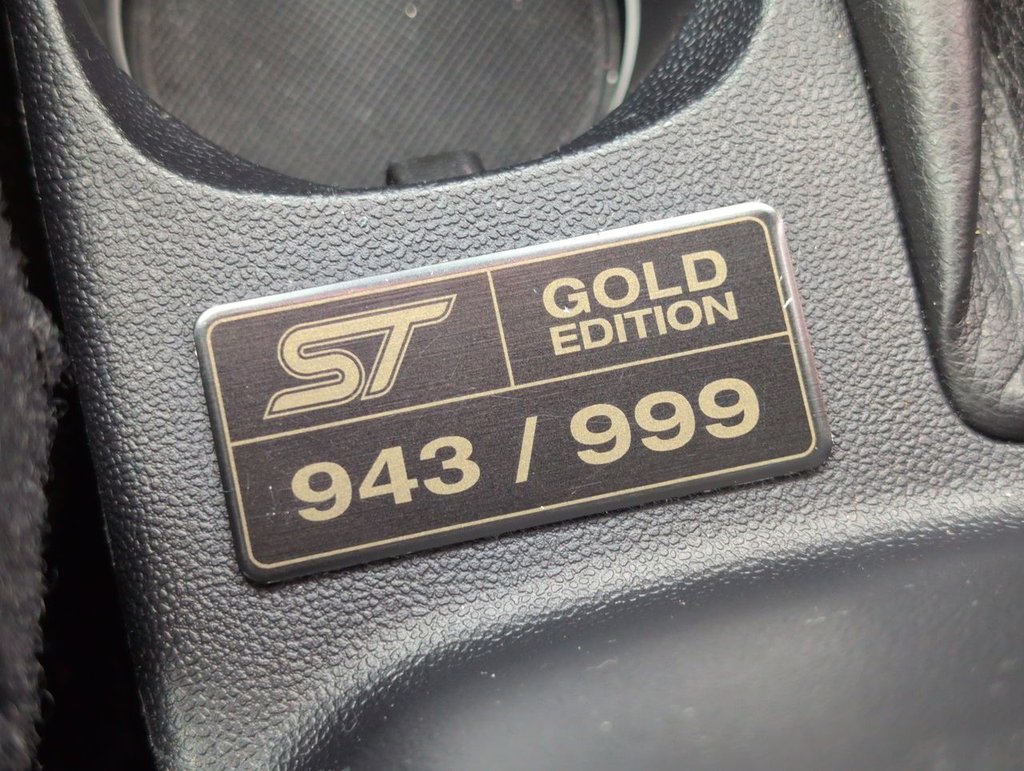 ST
GOLD
EDITION
943 / 999